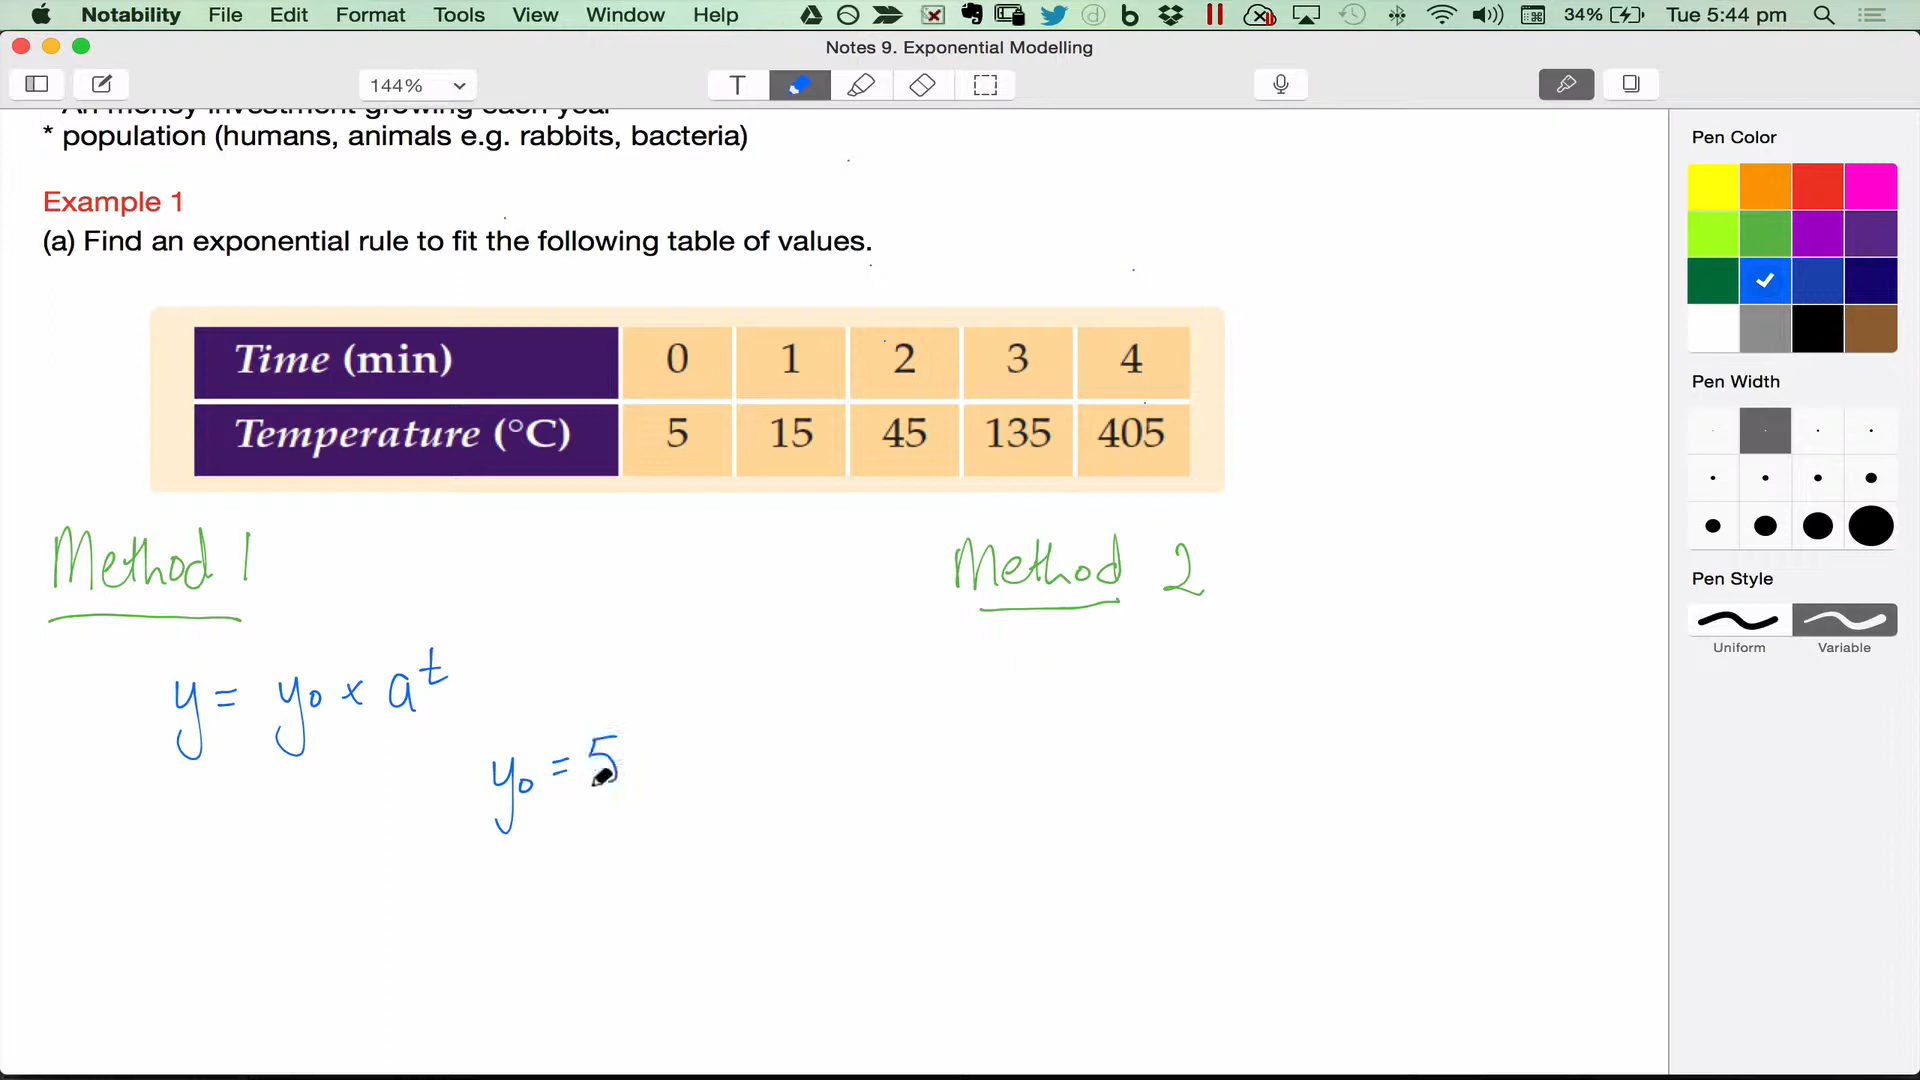 Notability File Edit Format Tools View Window Help 34% Tue 5:44 pm
Notes 9. Exponential Modelling
144% T
* population (humans, animals e.g. rabbits, bacteria)
Example 1
(a) Find an exponential rule to fit the following table of values.
Time (min) 0 1 2 3 4
Temperature (°C) 5 15 45 135 405
Method 1
Method 2
y = y₀ × aᵗ
y₀ = 5
Pen Color
Pen Width
Pen Style
Uniform Variable